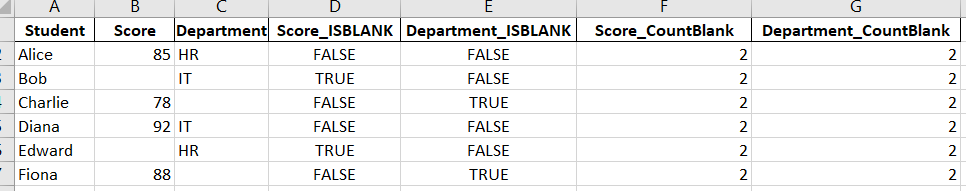 A B C D E F G
Student Score Department Score_ISBLANK Department_ISBLANK Score_CountBlank Department_CountBlank
2 Alice 85 HR FALSE FALSE 2 2
Bob IT TRUE FALSE 2 2
Charlie 78 FALSE TRUE 2 2
Diana 92 IT FALSE FALSE 2 2
Edward HR TRUE FALSE 2 2
Fiona 88 FALSE TRUE 2 2